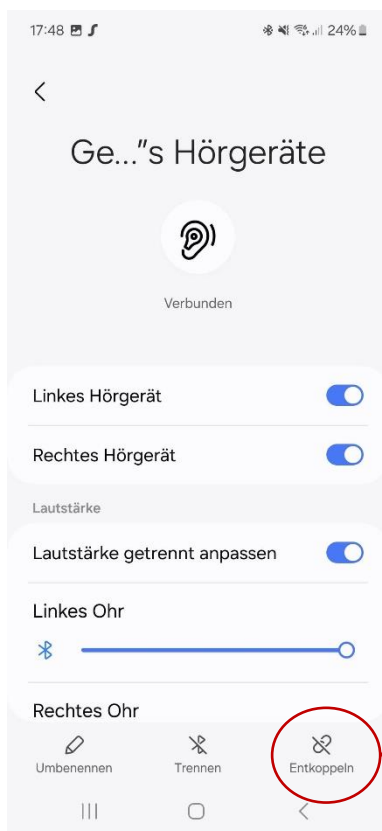 17:48 24%
Ge..."s Hörgeräte
Verbunden
Linkes Hörgerät
Rechtes Hörgerät
Lautstärke
Lautstärke getrennt anpassen
Linkes Ohr
Rechtes Ohr
Umbenennen Trennen Entkoppeln